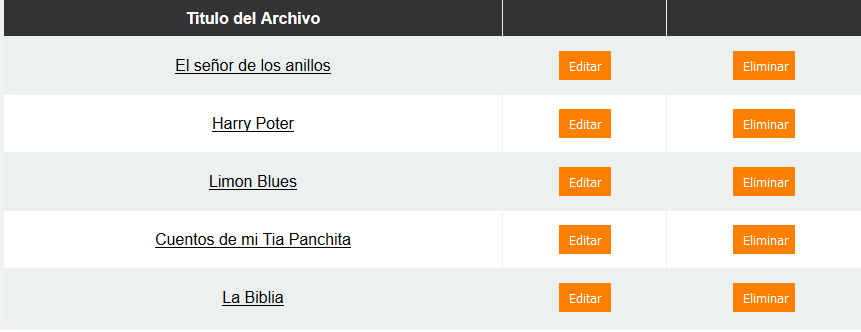 Titulo del Archivo
El señor de los anillos Editar Eliminar
Harry Poter Editar Eliminar
Limon Blues Editar Eliminar
Cuentos de mi Tia Panchita Editar Eliminar
La Biblia Editar Eliminar